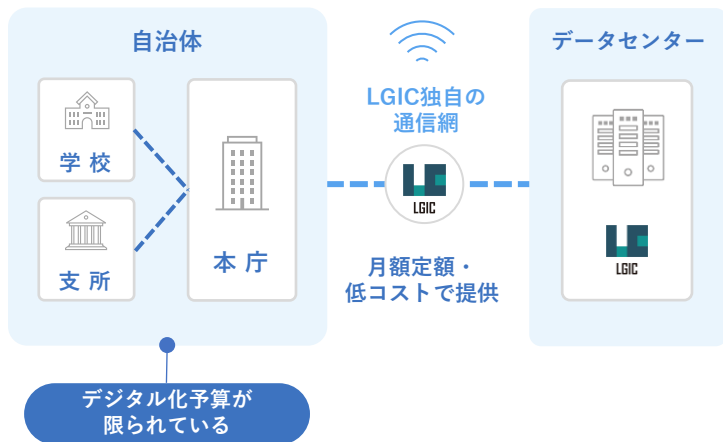 自治体
学校
支所
本庁
デジタル化予算が
限られている
LGIC独自の
通信網
LGIC
月額定額・
低コストで提供
データセンター
LGIC